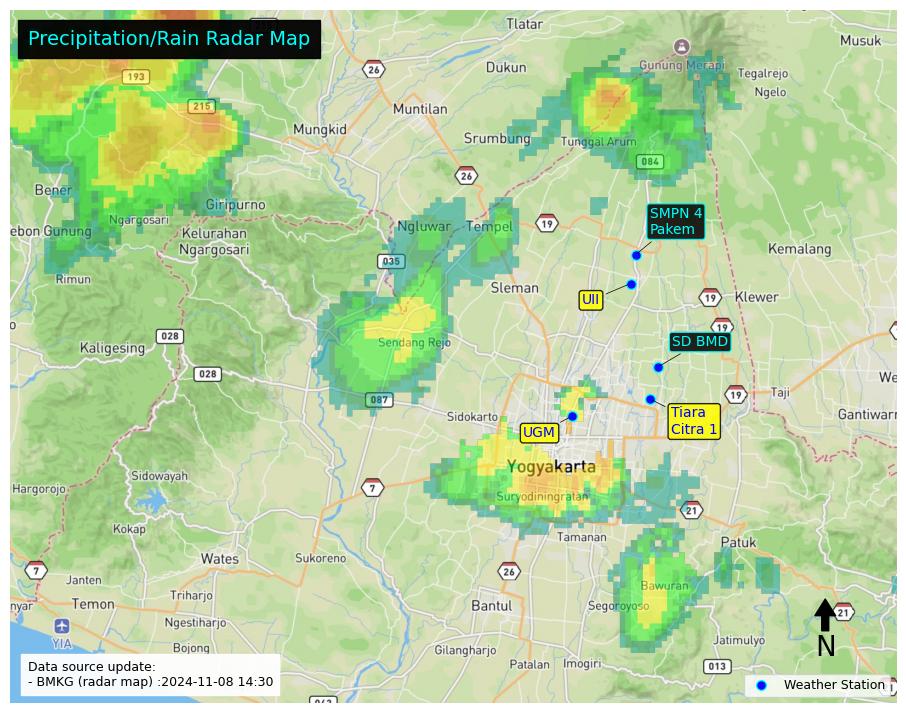 Precipitation/Rain Radar Map
Tlatar
Musuk
26
Dukun
Gunung Merapi
Tegalrejo
193
Ngelo
215
Muntilan
Mungkid
Srumbung
Tunggal Arum
084
26
Bener
Giripurno
Ngargosari
ebon Gunung
Kelurahan
Ngargosari
Ngluwar
Tempel
19
SMPN 4
Pakem
Kemalang
035
Rimun
Sleman
UII
19
Klewer
19
028
Kaligesing
Sendang Rejo
SD BMD
028
We
087
19
Taji
Sidokarto
Tiara
Citra 1
Gantiwarn
UGM
Yogyakarta
Sidowayah
Hargorojo
7
Suryodiningratan
21
Kokap
Tamanan
Patuk
Wates
Sukoreno
7
26
Janten
Bawuran
Triharjo
nyar
Temon
Bantul
Segoroyoso
21
Ngestiharjo
YIA
N
Jatimulyo
Bojong
Gilangharjo
Patalan
Imogiri
013
Data source update:
- BMKG (radar map) :2024-11-08 14:30
Weather Station